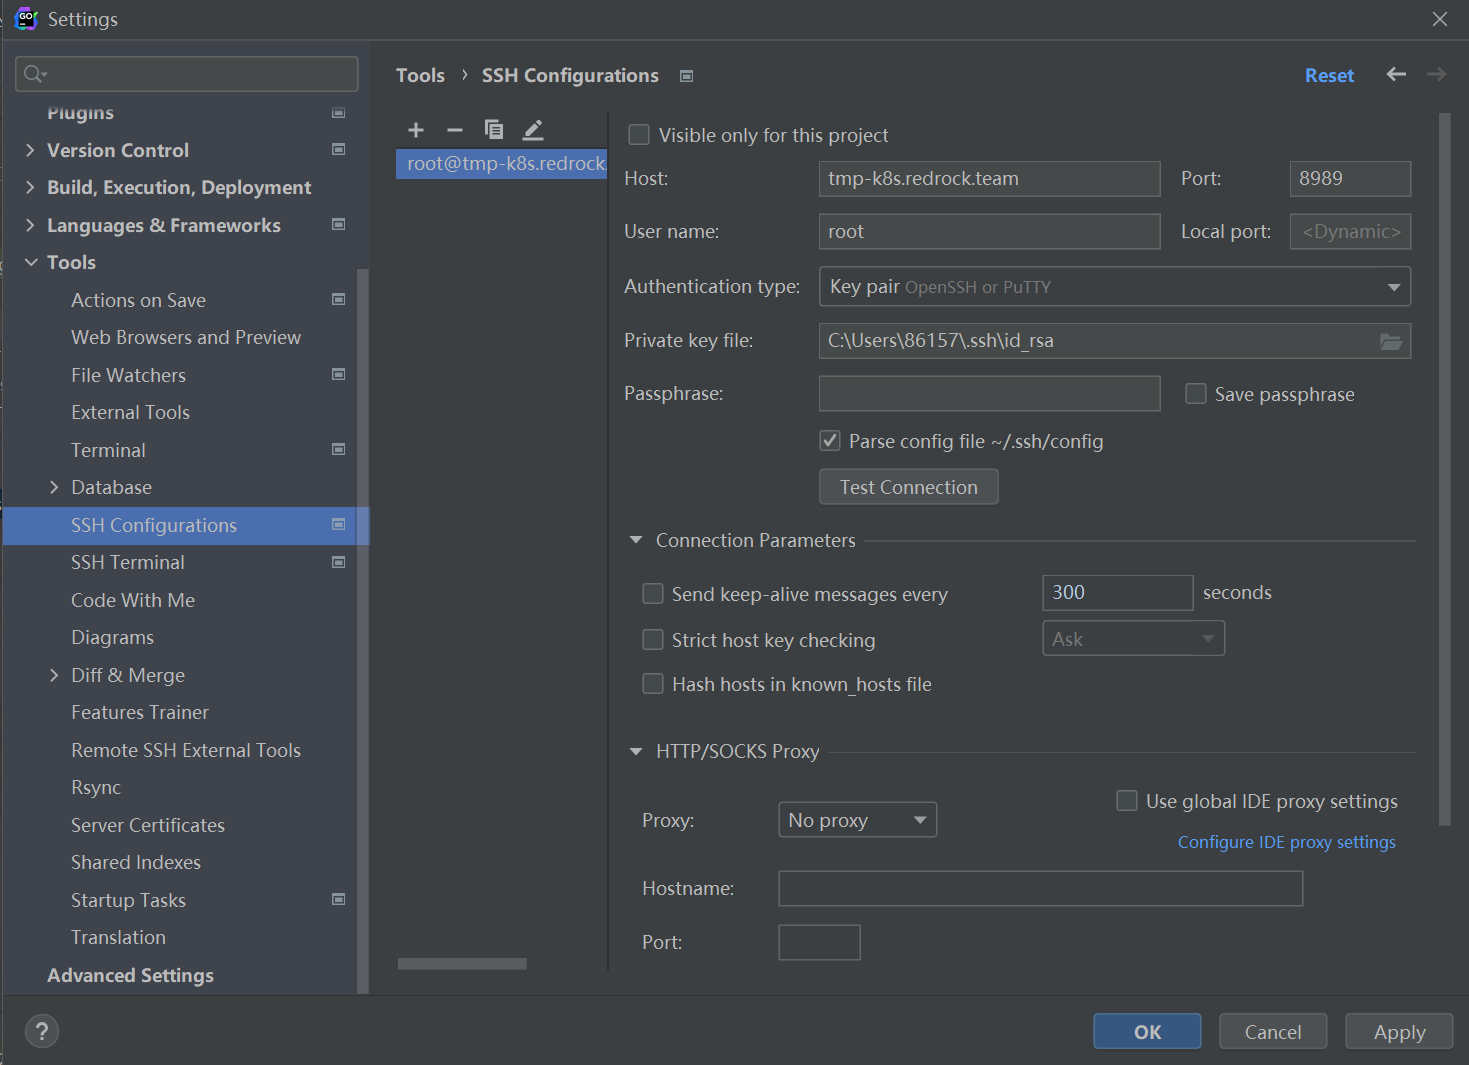 Settings
Plugins
Version Control
Build, Execution, Deployment
Languages & Frameworks
Tools
Actions on Save
Web Browsers and Preview
File Watchers
External Tools
Terminal
Database
SSH Configurations
SSH Terminal
Code With Me
Diagrams
Diff & Merge
Features Trainer
Remote SSH External Tools
Rsync
Server Certificates
Shared Indexes
Startup Tasks
Translation
Advanced Settings
Tools › SSH Configurations
Reset
root@tmp-k8s.redrock.
Visible only for this project
Host: tmp-k8s.redrock.team Port: 8989
User name: root Local port: <Dynamic>
Authentication type: Key pair OpenSSH or PuTTY
Private key file: C:\Users\86157\.ssh\id_rsa
Passphrase: Save passphrase
Parse config file ~/.ssh/config
Test Connection
Connection Parameters
Send keep-alive messages every 300 seconds
Strict host key checking Ask
Hash hosts in known_hosts file
HTTP/SOCKS Proxy
Use global IDE proxy settings
Proxy: No proxy
Configure IDE proxy settings
Hostname:
Port:
?
OK Cancel Apply